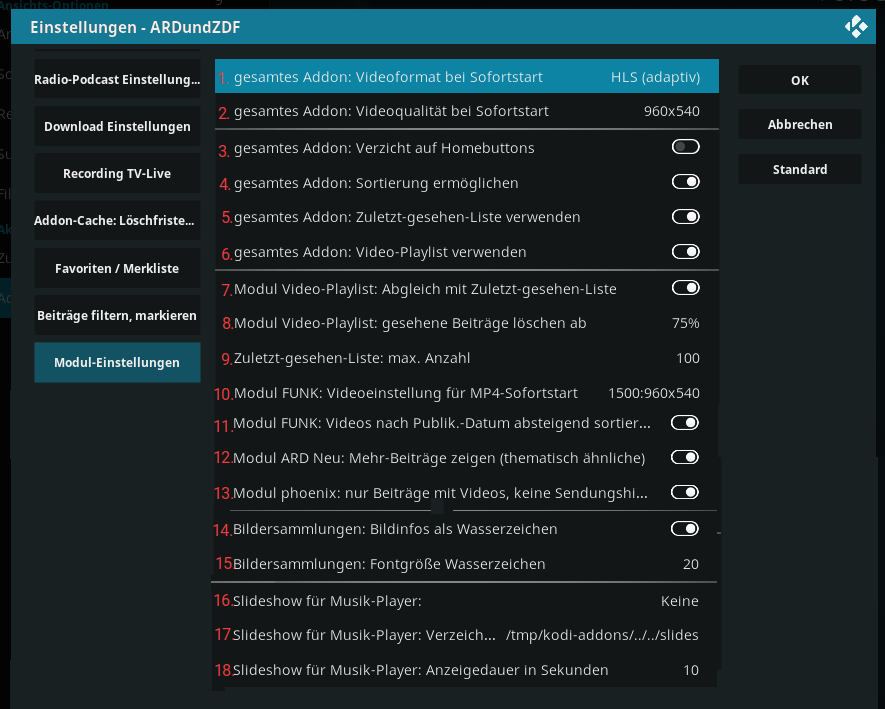 Ansichts-Optionen
Einstellungen - ARDundZDF
Radio-Podcast Einstellung...
Download Einstellungen
Recording TV-Live
Addon-Cache: Löschfriste...
Favoriten / Merkliste
Beiträge filtern, markieren
Modul-Einstellungen
1. gesamtes Addon: Videoformat bei Sofortstart HLS (adaptiv)
2. gesamtes Addon: Videoqualität bei Sofortstart 960x540
3. gesamtes Addon: Verzicht auf Homebuttons
4. gesamtes Addon: Sortierung ermöglichen
5. gesamtes Addon: Zuletzt-gesehen-Liste verwenden
6. gesamtes Addon: Video-Playlist verwenden
7. Modul Video-Playlist: Abgleich mit Zuletzt-gesehen-Liste
8. Modul Video-Playlist: gesehene Beiträge löschen ab 75%
9. Zuletzt-gesehen-Liste: max. Anzahl 100
10. Modul FUNK: Videoeinstellung für MP4-Sofortstart 1500:960x540
11. Modul FUNK: Videos nach Publik.-Datum absteigend sortier...
12. Modul ARD Neu: Mehr-Beiträge zeigen (thematisch ähnliche)
13. Modul phoenix: nur Beiträge mit Videos, keine Sendungshi...
14. Bildersammlungen: Bildinfos als Wasserzeichen
15 Bildersammlungen: Fontgröße Wasserzeichen 20
16. Slideshow für Musik-Player: Keine
17. Slideshow für Musik-Player: Verzeich... /tmp/kodi-addons/../../slides
18. Slideshow für Musik-Player: Anzeigedauer in Sekunden 10
OK
Abbrechen
Standard